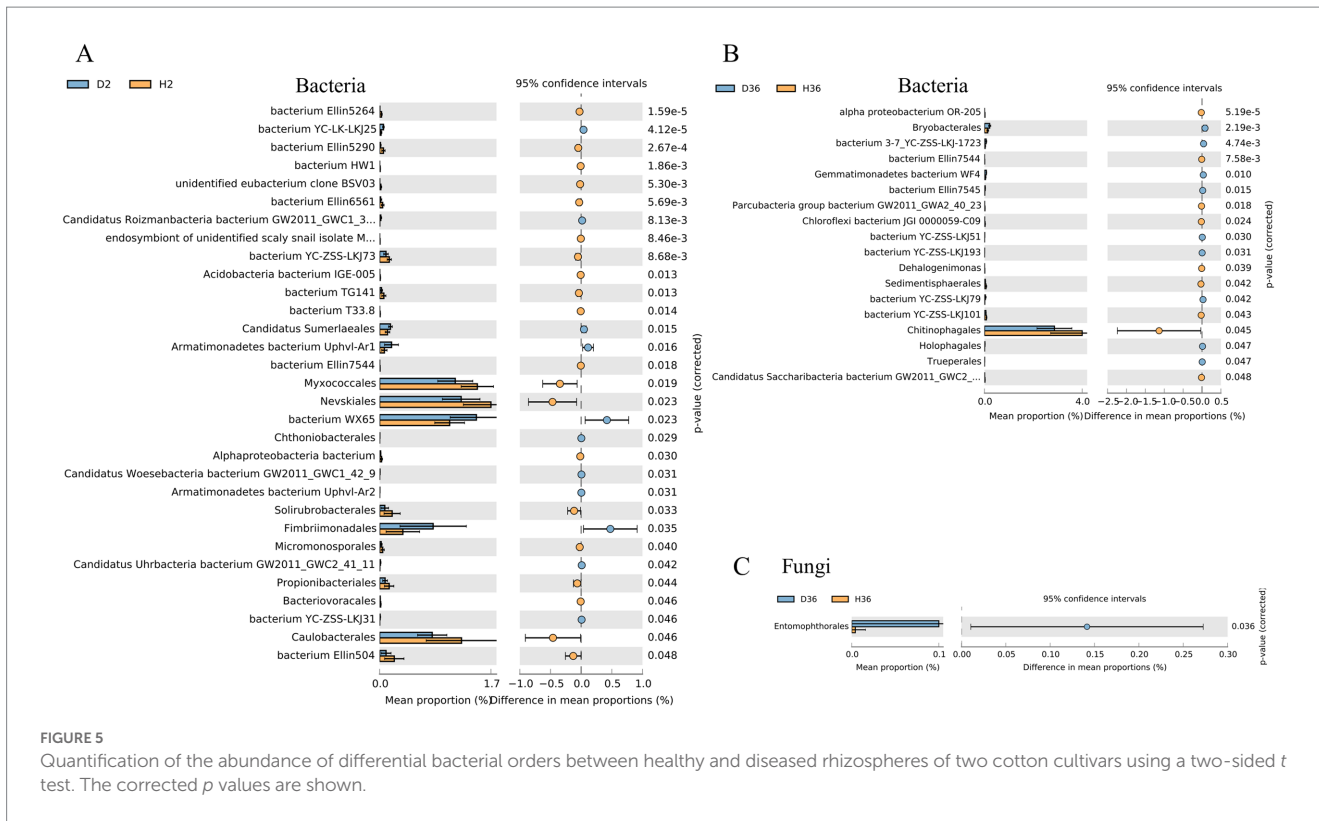 A
D2
H2
Bacteria
95% confidence intervals
bacterium Ellin5264
1.59e-5
bacterium YC-LK-LKJ25
4.12e-5
bacterium Ellin5290
2.67e-4
bacterium HW1
1.86e-3
unidentified eubacterium clone BSV03
5.30e-3
bacterium Ellin6561
5.69e-3
Candidatus Roizmanbacteria bacterium GW2011_GWC1_3...
8.13e-3
endosymbiont of unidentified scaly snail isolate M...
8.46e-3
bacterium YC-ZSS-LKJ73
8.68e-3
Acidobacteria bacterium IGE-005
0.013
bacterium TG141
0.013
bacterium T33.8
0.014
Candidatus Sumerlaeales
0.015
Armatimonadetes bacterium Uphvl-Ar1
0.016
bacterium Ellin7544
0.018
Myxococcales
0.019
Nevskiales
0.023
bacterium WX65
0.023
Chthoniobacterales
0.029
Alphaproteobacteria bacterium
0.030
Candidatus Woesebacteria bacterium GW2011_GWC1_42_9
0.031
Armatimonadetes bacterium Uphvl-Ar2
0.031
Solirubrobacterales
0.033
Fimbriimonadales
0.035
Micromonosporales
0.040
Candidatus Uhrbacteria bacterium GW2011_GWC2_41_11
0.042
Propionibacteriales
0.044
Bacteriovoracales
0.046
bacterium YC-ZSS-LKJ31
0.046
Caulobacterales
0.046
bacterium Ellin504
0.048
p-value (corrected)
0.0 1.7 −1.0 −0.5 0.0 0.5 1.0
Mean proportion (%) Difference in mean proportions (%)
B
D36
H36
Bacteria
95% confidence intervals
alpha proteobacterium OR-205
5.19e-5
Bryobacterales
2.19e-3
bacterium 3-7_YC-ZSS-LKJ-1723
4.74e-3
bacterium Ellin7544
7.58e-3
Gemmatimonadetes bacterium WF4
0.010
bacterium Ellin7545
0.015
Parcubacteria group bacterium GW2011_GWA2_40_23
0.018
Chloroflexi bacterium JGI 0000059-C09
0.024
bacterium YC-ZSS-LKJ51
0.030
bacterium YC-ZSS-LKJ193
0.031
Dehalogenimonas
0.039
Sedimentisphaerales
0.042
bacterium YC-ZSS-LKJ79
0.042
bacterium YC-ZSS-LKJ101
0.043
Chitinophagales
0.045
Holophagales
0.047
Trueperales
0.047
Candidatus Saccharibacteria bacterium GW2011_GWC2_...
0.048
p-value (corrected)
0.0 4.0 −2.5−2.0−1.5−1.0−0.50.0 0.5
Mean proportion (%) Difference in mean proportions (%)
C
Fungi
D36
H36
95% confidence intervals
Entomophthorales
0.036
p-value (corrected)
0.0 0.1 0.00 0.05 0.10 0.15 0.20 0.25 0.30
Mean proportion (%) Difference in mean proportions (%)
FIGURE 5
Quantification of the abundance of differential bacterial orders between healthy and diseased rhizospheres of two cotton cultivars using a two-sided t
test. The corrected p values are shown.